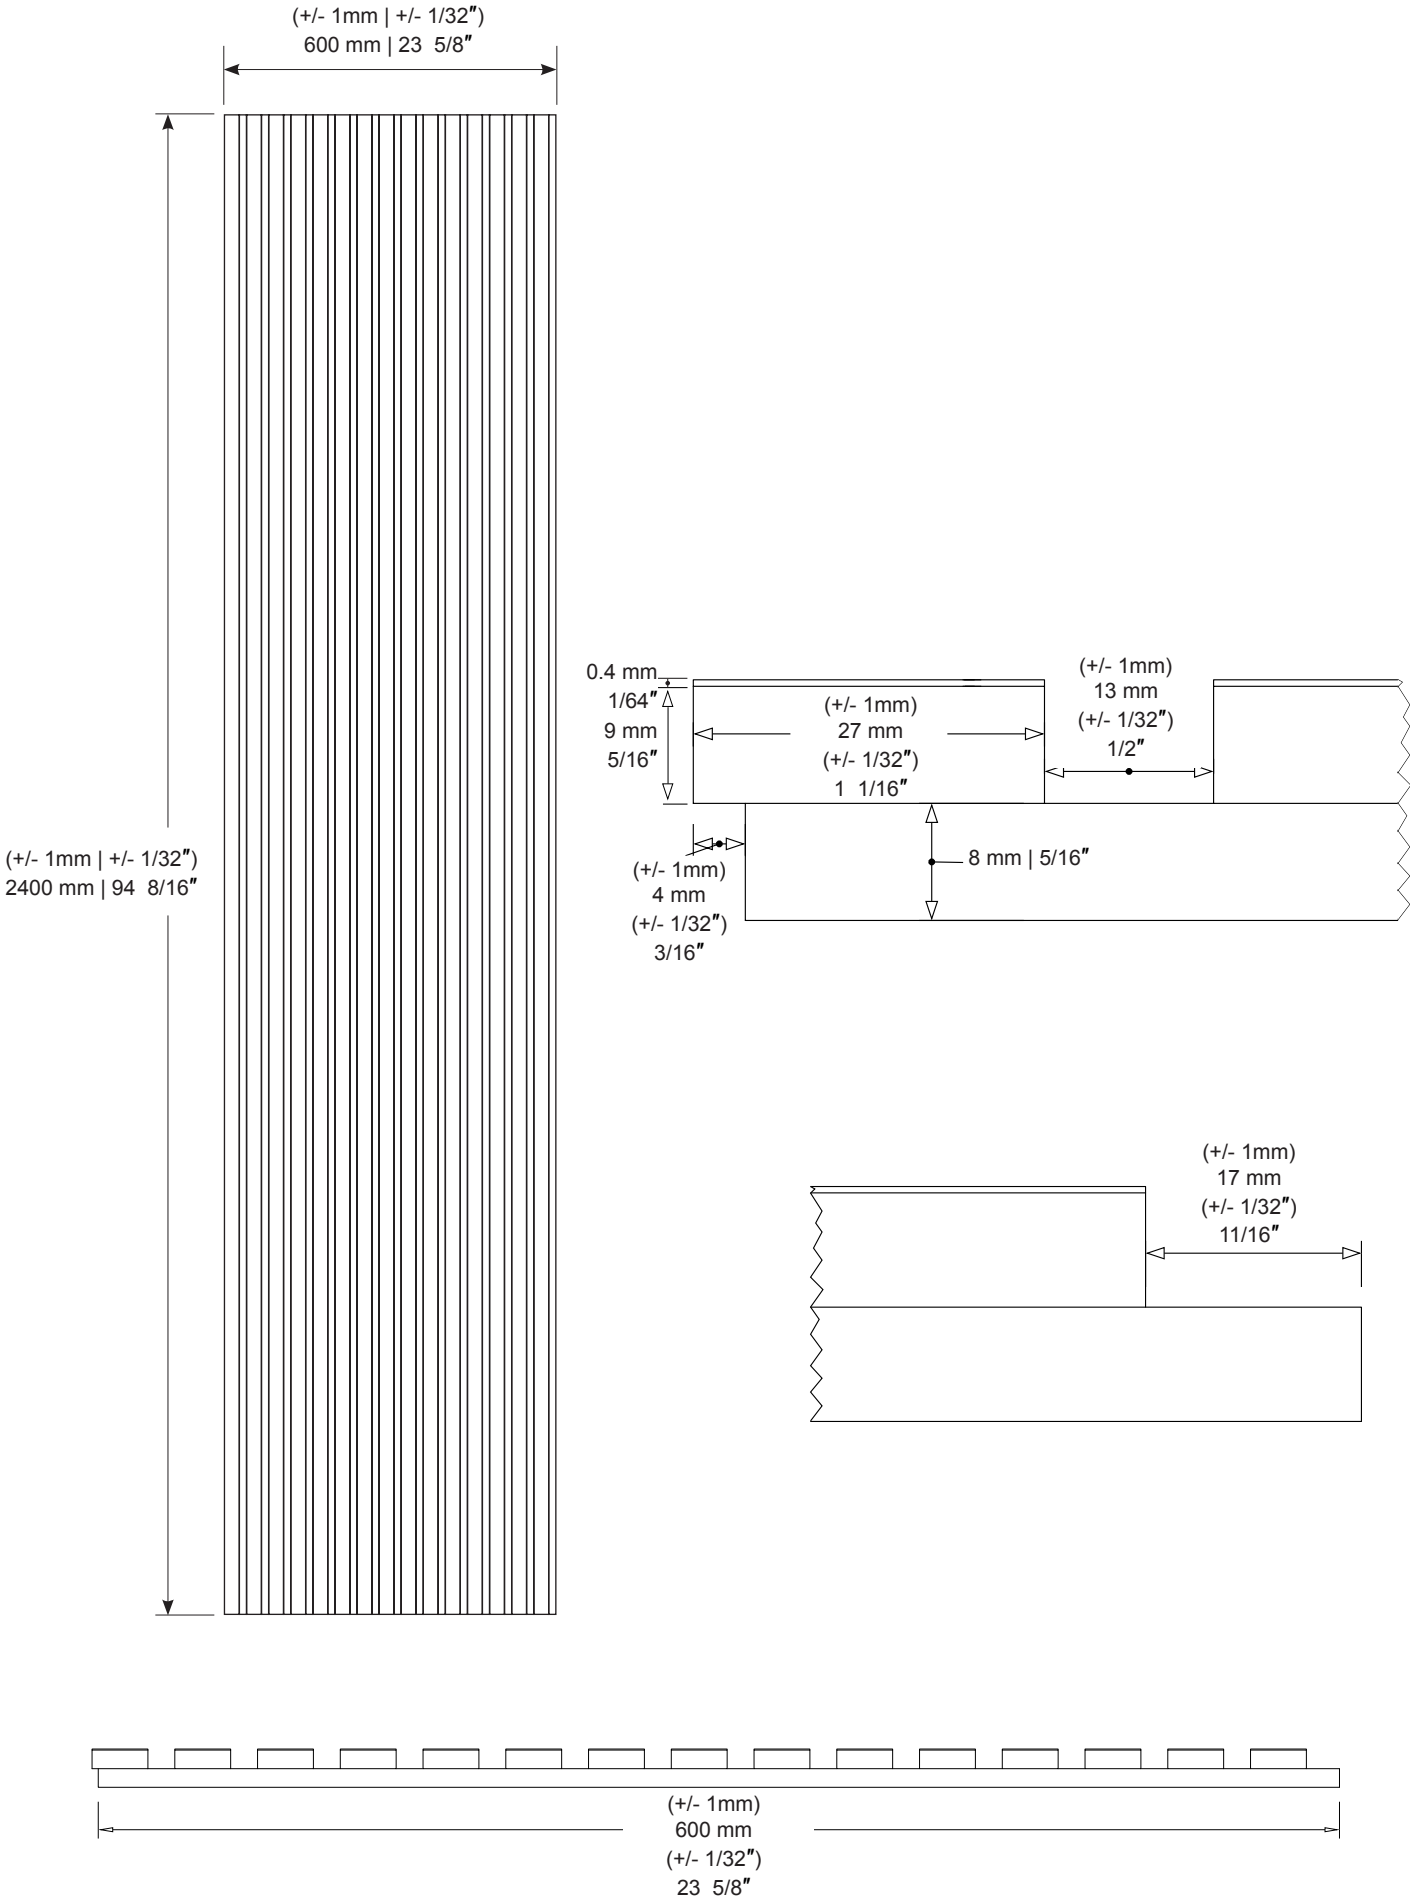 (+/- 1mm | +/- 1/32")
600 mm | 23 5/8"
(+/- 1mm | +/- 1/32")
2400 mm | 94 8/16"
0.4 mm
1/64"
9 mm
5/16"
(+/- 1mm)
27 mm
(+/- 1/32")
1 1/16"
(+/- 1mm)
13 mm
(+/- 1/32")
1/2"
(+/- 1mm)
4 mm
(+/- 1/32")
3/16"
8 mm | 5/16"
(+/- 1mm)
17 mm
(+/- 1/32")
11/16"
(+/- 1mm)
600 mm
(+/- 1/32")
23 5/8"